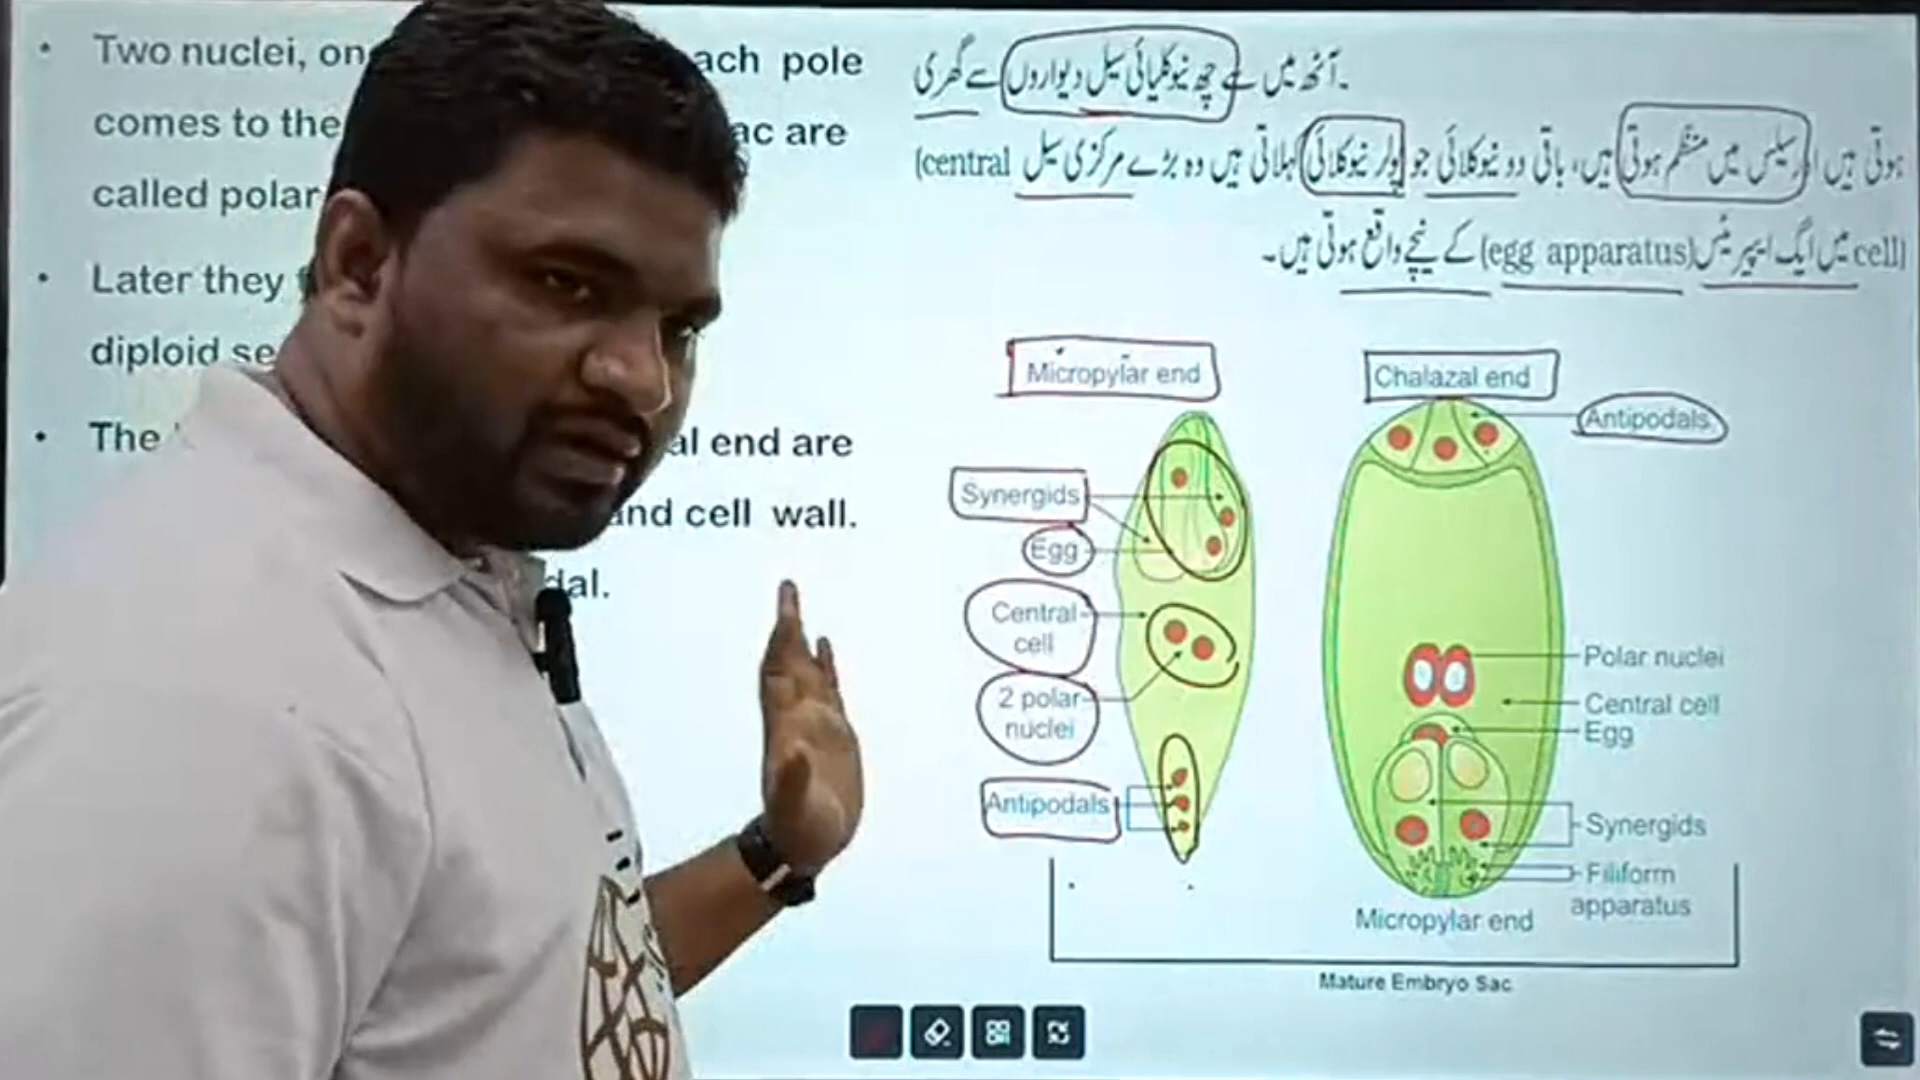 • Two nuclei, on ach pole
comes to the ac are
called polar
• Later they
diploid se
• The al end are
and cell wall.
dal.
۔آٹھ میں سے چھ نیوکلیائی سیل دیواروں سے گھری
ہوتی ہیں سیلس میں منظم ہوتی ہیں، باقی دو نیوکلائی جو پولر نیوکلائی ہلاتی ہیں وہ بڑے مرکزی سیل (central
cell) میں ایگ اپیریٹس (egg apparatus) کے نیچے واقع ہوتی ہیں۔
Micropylar end
Synergids
Egg
Central
cell
2 polar
nuclei
Antipodals
Chalazal end
Antipodals
Polar nuclei
Central cell
Egg
Synergids
Filiform
apparatus
Micropylar end
Mature Embryo Sac